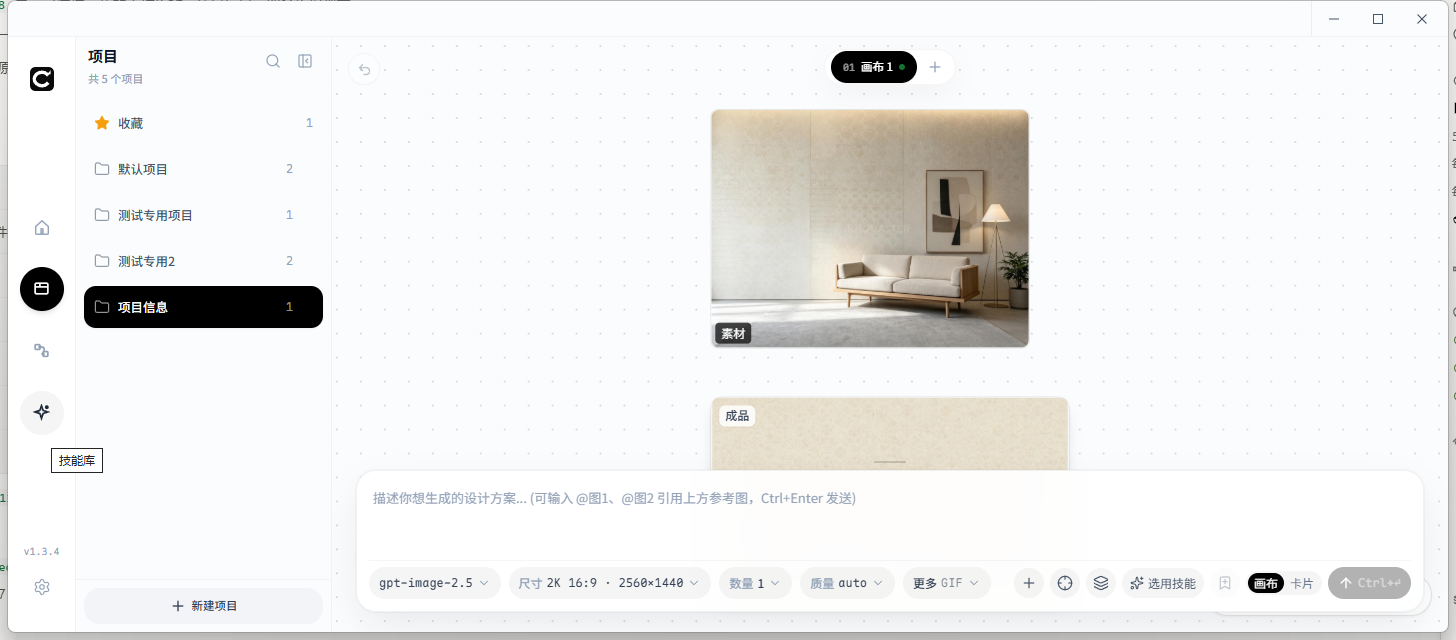 项目
共 5 个项目
收藏 1
默认项目 2
测试专用项目 1
测试专用2 2
项目信息 1
技能库
v1.3.4
新建项目
01 画布 1
素材
成品
描述你想生成的设计方案... (可输入 @图1、@图2 引用上方参考图，Ctrl+Enter 发送)
gpt-image-2.5
尺寸 2K 16:9 · 2560×1440
数量 1
质量 auto
更多 GIF
选用技能
画布 卡片
Ctrl+↵